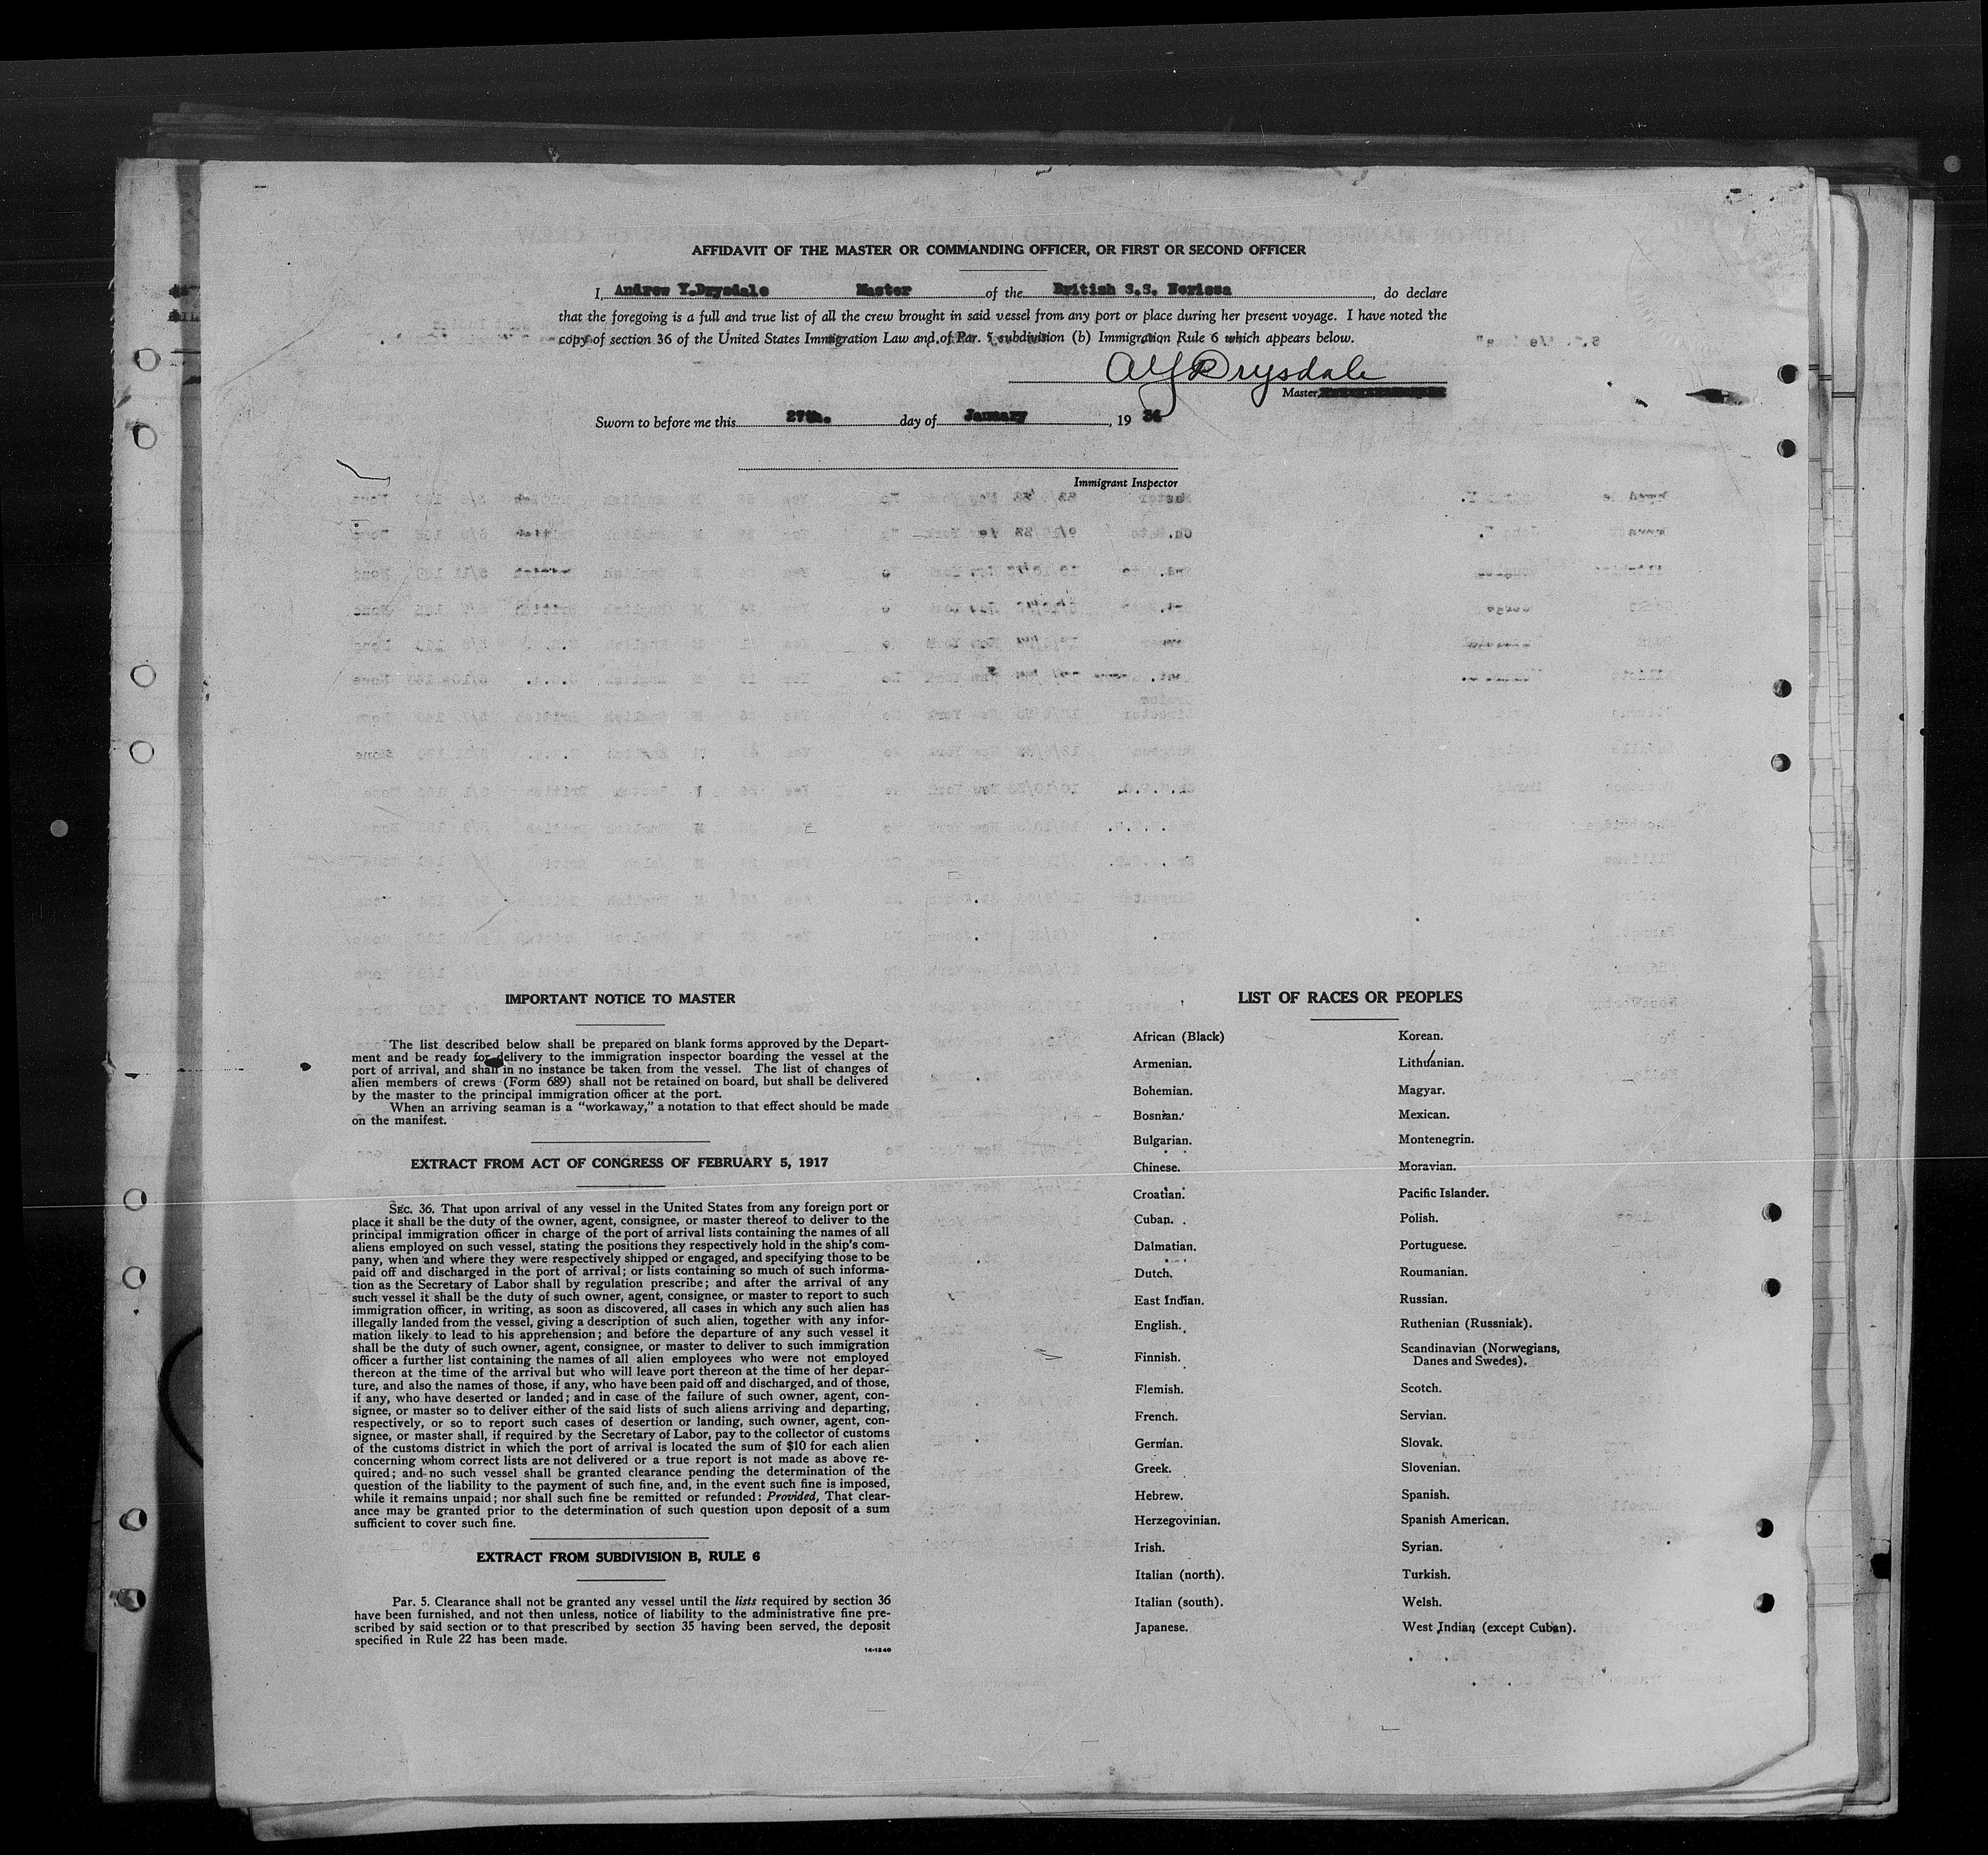 AFFIDAVIT OF THE MASTER OR COMMANDING OFFICER, OR FIRST OR SECOND OFFICER
I, Andrew Y.Drysdale Master of the British S.S. Nerissa, do declare
that the foregoing is a full and true list of all the crew brought in said vessel from any port or place during her present voyage. I have noted the
copy of section 36 of the United States Immigration Law and of Par. 5 subdivision (b) Immigration Rule 6 which appears below.
AYDrysdale
Master,
Sworn to before me this 27th. day of January, 19 34
Immigrant Inspector
IMPORTANT NOTICE TO MASTER
The list described below shall be prepared on blank forms approved by the Depart-
ment and be ready for delivery to the immigration inspector boarding the vessel at the
port of arrival, and shall in no instance be taken from the vessel. The list of changes of
alien members of crews (Form 689) shall not be retained on board, but shall be delivered
by the master to the principal immigration officer at the port.
When an arriving seaman is a "workaway," a notation to that effect should be made
on the manifest.
EXTRACT FROM ACT OF CONGRESS OF FEBRUARY 5, 1917
SEC. 36. That upon arrival of any vessel in the United States from any foreign port or
place it shall be the duty of the owner, agent, consignee, or master thereof to deliver to the
principal immigration officer in charge of the port of arrival lists containing the names of all
aliens employed on such vessel, stating the positions they respectively hold in the ship's com-
pany, when and where they were respectively shipped or engaged, and specifying those to be
paid off and discharged in the port of arrival; or lists containing so much of such informa-
tion as the Secretary of Labor shall by regulation prescribe; and after the arrival of any
such vessel it shall be the duty of such owner, agent, consignee, or master to report to such
immigration officer, in writing, as soon as discovered, all cases in which any such alien has
illegally landed from the vessel, giving a description of such alien, together with any infor-
mation likely to lead to his apprehension; and before the departure of any such vessel it
shall be the duty of such owner, agent, consignee, or master to deliver to such immigration
officer a further list containing the names of all alien employees who were not employed
thereon at the time of the arrival but who will leave port thereon at the time of her depar-
ture, and also the names of those, if any, who have been paid off and discharged, and of those,
if any, who have deserted or landed; and in case of the failure of such owner, agent, con-
signee, or master so to deliver either of the said lists of such aliens arriving and departing,
respectively, or so to report such cases of desertion or landing, such owner, agent, con-
signee, or master shall, if required by the Secretary of Labor, pay to the collector of customs
of the customs district in which the port of arrival is located the sum of $10 for each alien
concerning whom correct lists are not delivered or a true report is not made as above re-
quired; and no such vessel shall be granted clearance pending the determination of the
question of the liability to the payment of such fine, and, in the event such fine is imposed,
while it remains unpaid; nor shall such fine be remitted or refunded: Provided, That clear-
ance may be granted prior to the determination of such question upon deposit of a sum
sufficient to cover such fine.
EXTRACT FROM SUBDIVISION B, RULE 6
Par. 5. Clearance shall not be granted any vessel until the lists required by section 36
have been furnished, and not then unless, notice of liability to the administrative fine pre-
scribed by said section or to that prescribed by section 35 having been served, the deposit
specified in Rule 22 has been made.
14-1240
LIST OF RACES OR PEOPLES
African (Black)
Armenian.
Bohemian.
Bosnian.
Bulgarian.
Chinese.
Croatian.
Cuban.
Dalmatian.
Dutch.
East Indian.
English.
Finnish.
Flemish.
French.
German.
Greek.
Hebrew.
Herzegovinian.
Irish.
Italian (north).
Italian (south).
Japanese.
Korean.
Lithuanian.
Magyar.
Mexican.
Montenegrin.
Moravian.
Pacific Islander.
Polish.
Portuguese.
Roumanian.
Russian.
Ruthenian (Russniak).
Scandinavian (Norwegians,
Danes and Swedes).
Scotch.
Servian.
Slovak.
Slovenian.
Spanish.
Spanish American.
Syrian.
Turkish.
Welsh.
West Indian (except Cuban).